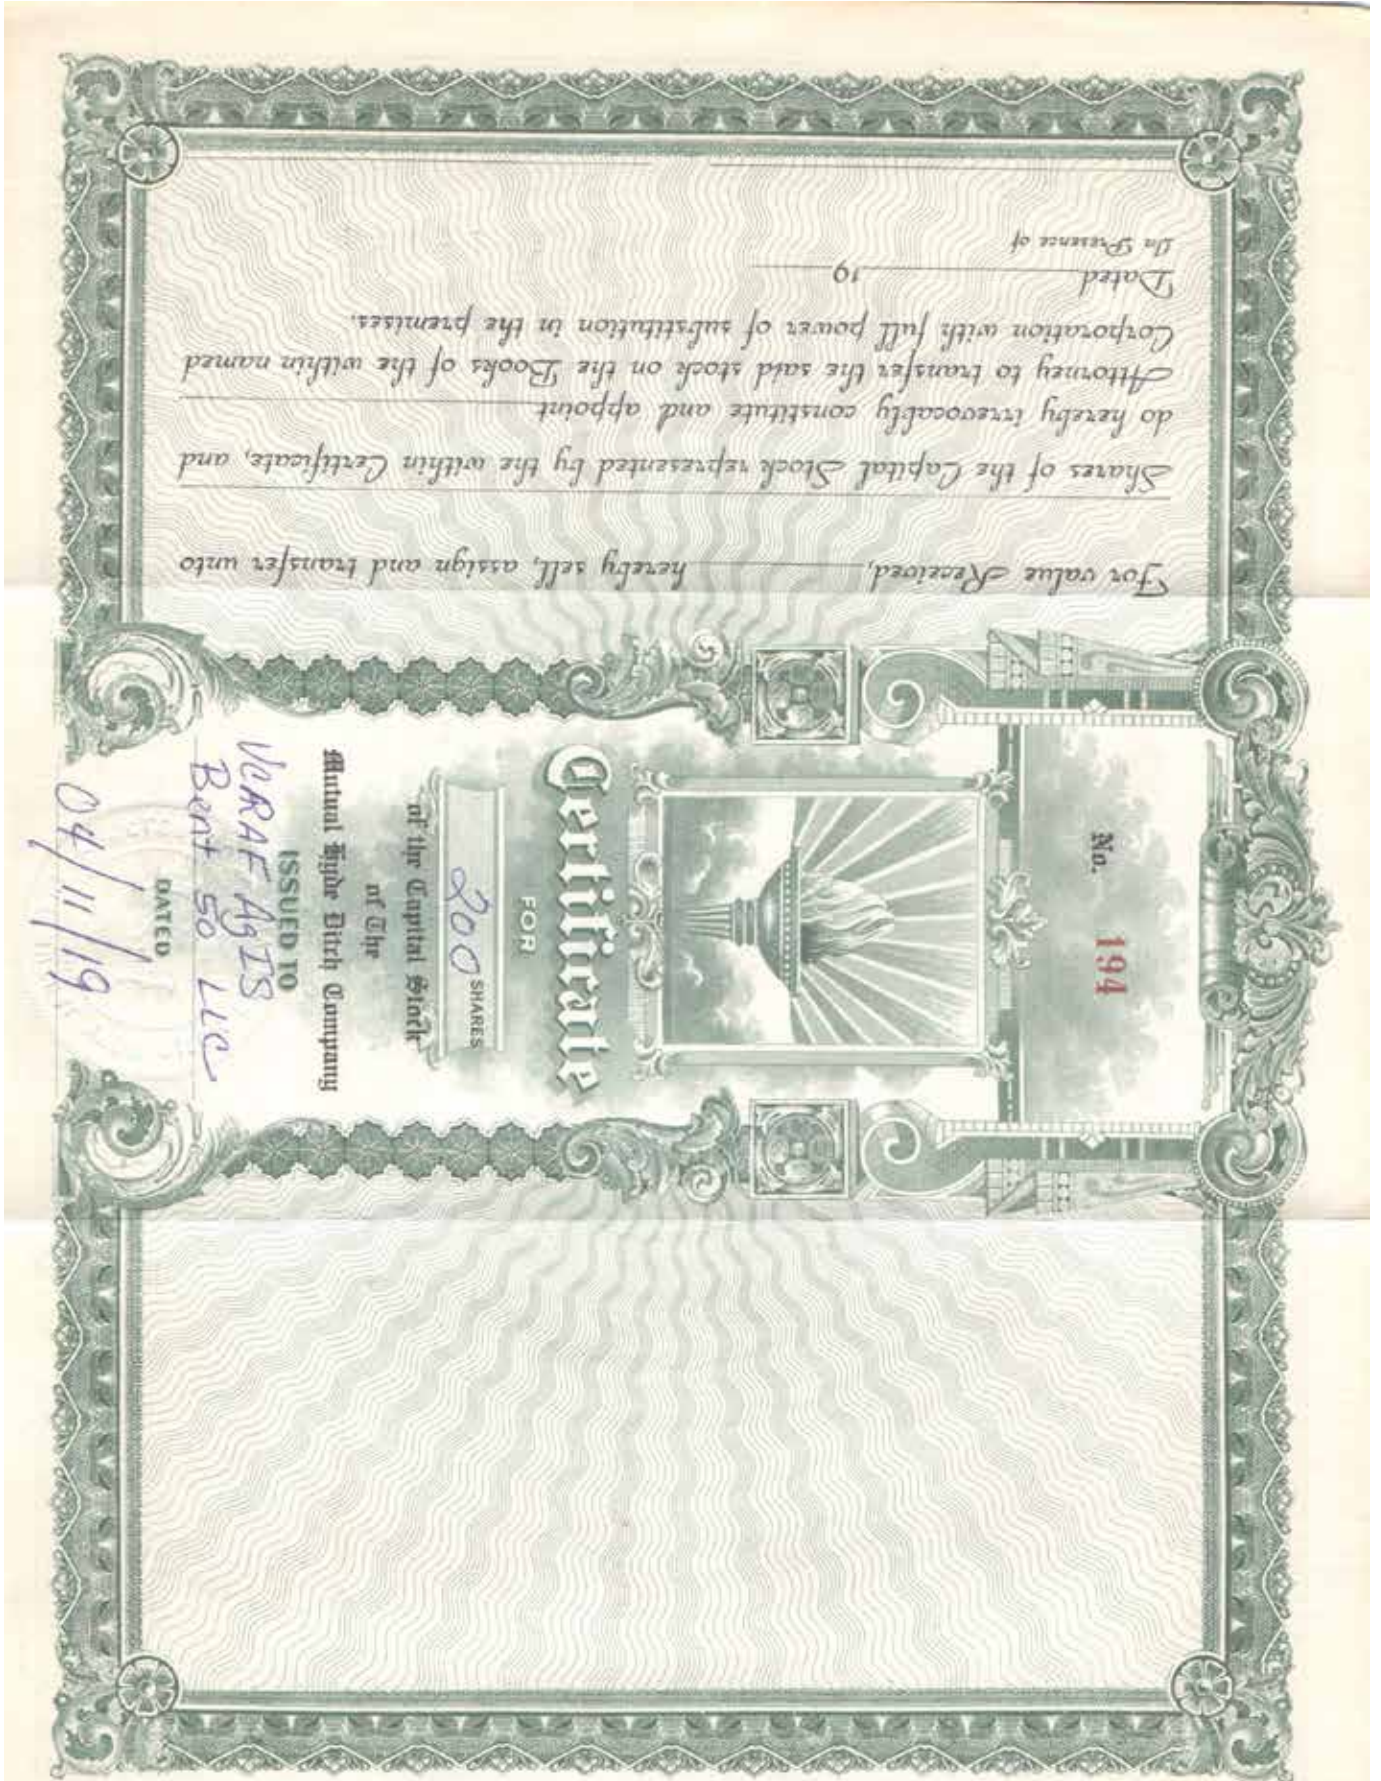 No. 194
Certificate
FOR
200 SHARES
of the Capital Stock
of The
Mutual Hyde Ditch Company
ISSUED TO
VCRAF AgIS
Bent 50 LLC
DATED
04/11/19
For value Received, hereby sell, assign and transfer unto
Shares of the Capital Stock represented by the within Certificate, and
do hereby irrevocably constitute and appoint
Attorney to transfer the said stock on the Books of the within named
Corporation with full power of substitution in the premises.
Dated 19
In Presence of